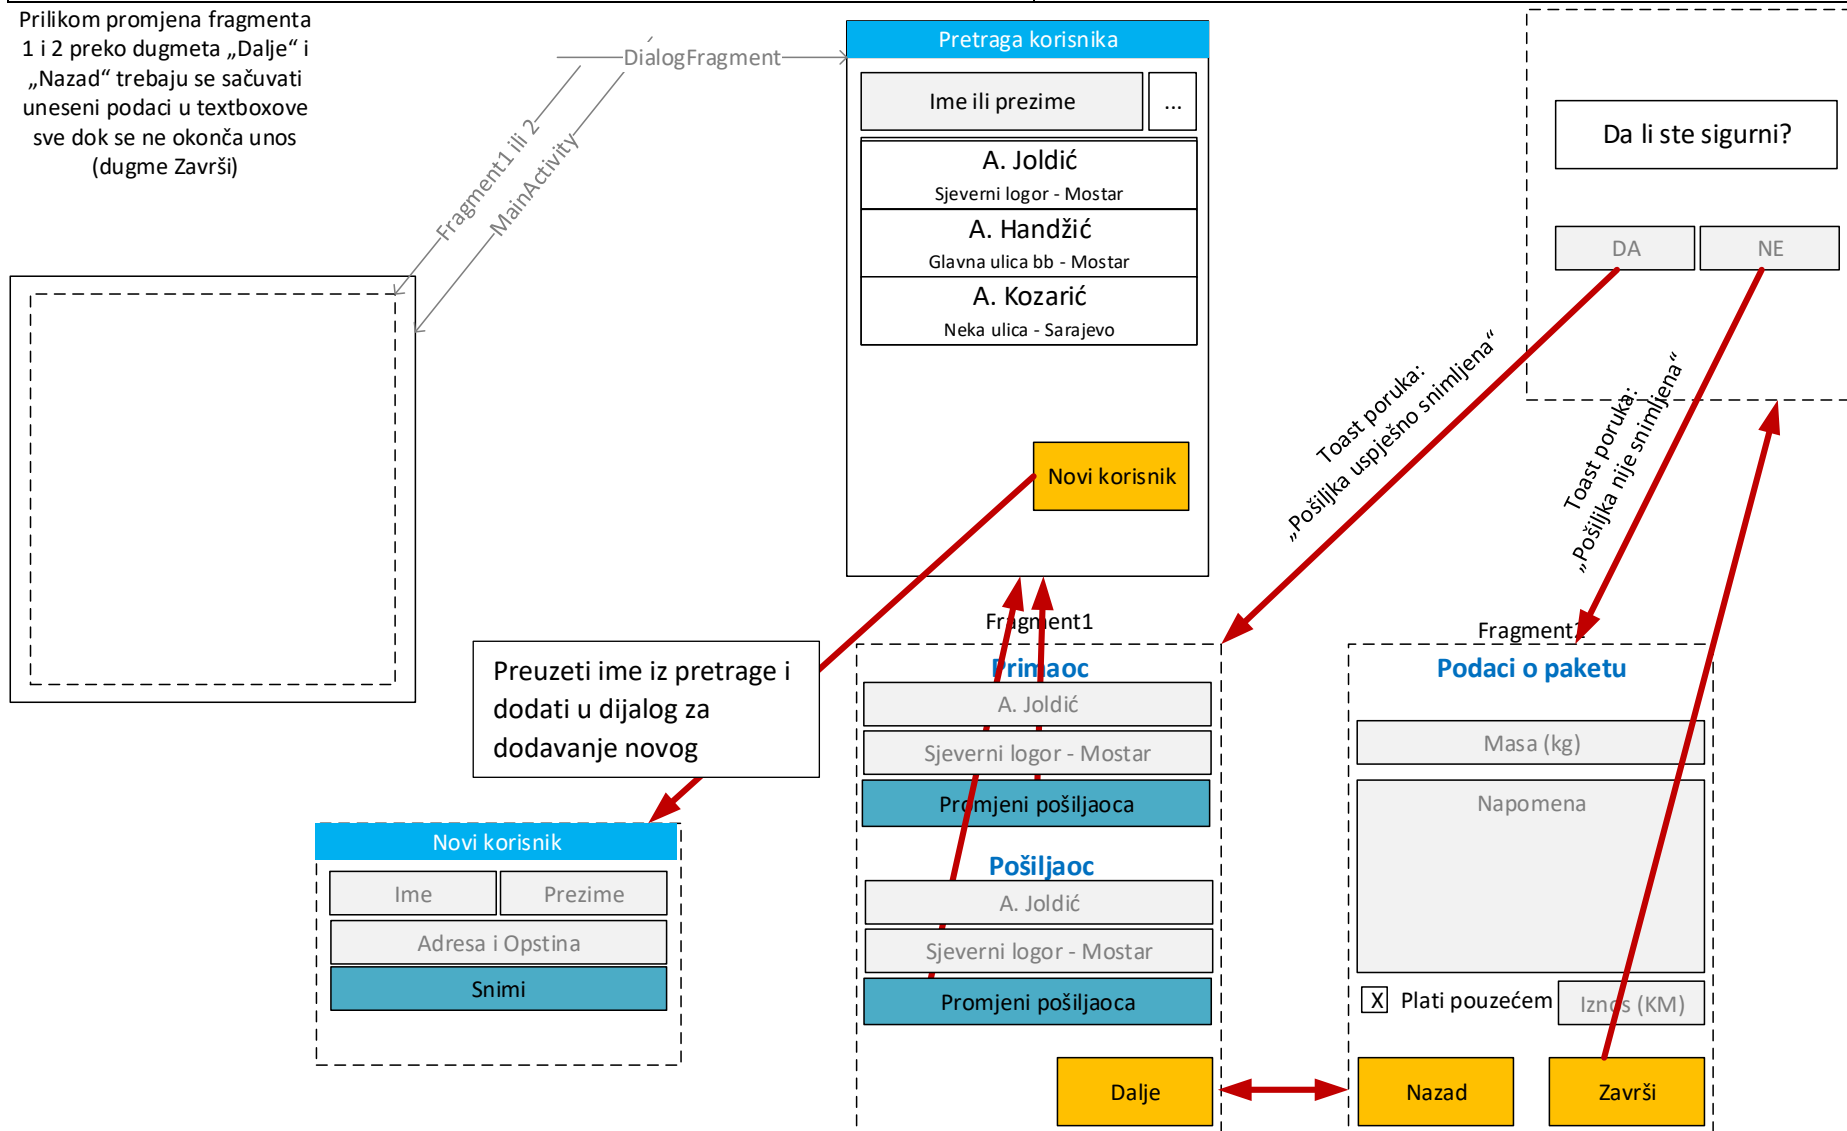 Prilikom promjena fragmenta
1 i 2 preko dugmeta „Dalje“ i
„Nazad“ trebaju se sačuvati
uneseni podaci u textboxove
sve dok se ne okonča unos
(dugme Završi)
DialogFragment
Fragment1 ili 2
MainActivity
Pretraga korisnika
Ime ili prezime
...
A. Joldić
Sjeverni logor - Mostar
A. Handžić
Glavna ulica bb - Mostar
A. Kozarić
Neka ulica - Sarajevo
Novi korisnik
Da li ste sigurni?
DA
NE
Toast poruka:
„Pošiljka uspješno snimljena“
Toast poruka:
„Pošiljka nije snimljena“
Preuzeti ime iz pretrage i
dodati u dijalog za
dodavanje novog
Novi korisnik
Ime
Prezime
Adresa i Opstina
Snimi
Fragment1
Primaoc
A. Joldić
Sjeverni logor - Mostar
Promjeni pošiljaoca
Pošiljaoc
A. Joldić
Sjeverni logor - Mostar
Promjeni pošiljaoca
Dalje
Fragment2
Podaci o paketu
Masa (kg)
Napomena
X Plati pouzećem
Iznos (KM)
Nazad
Završi